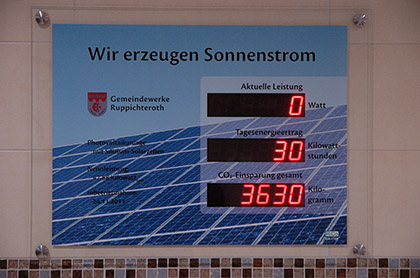 Wir erzeugen Sonnenstrom
Gemeindewerke
Ruppichteroth
Photovoltaikanlage
Aktuelle Leistung
0 Watt
Tagesenergieertrag
30 Kilowatt-
stunden
CO₂-Einsparung gesamt
3630 Kilo-
gramm